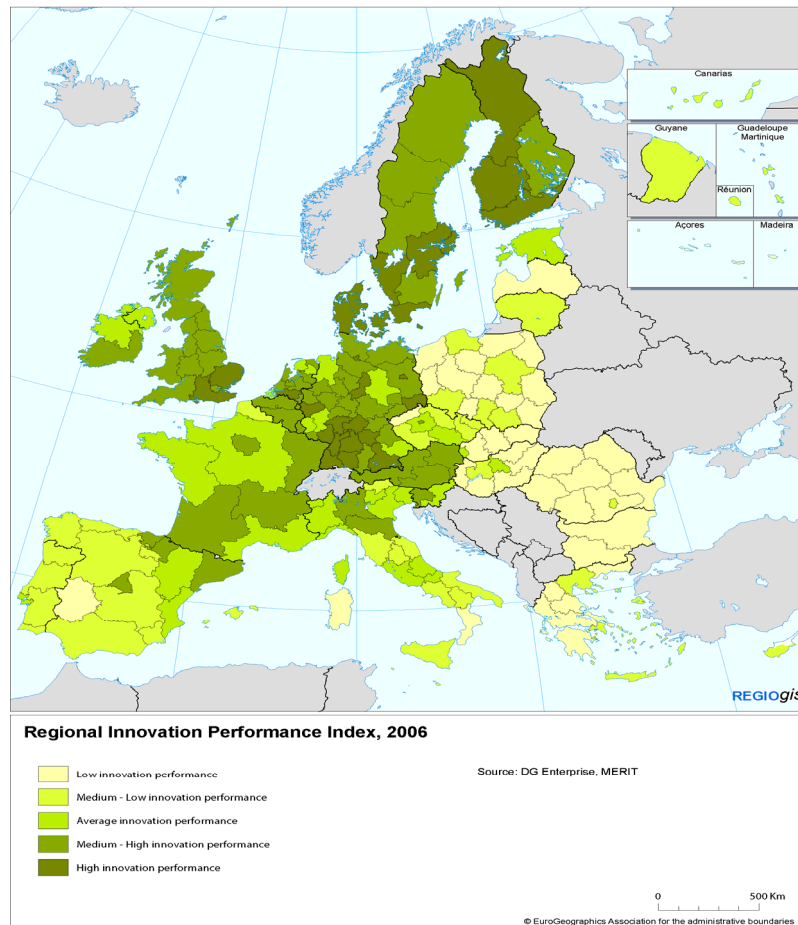 Canarias
Guyane
Guadeloupe
Martinique
Réunion
Açores
Madeira
REGIOgis
Regional Innovation Performance Index, 2006
Low innovation performance
Source: DG Enterprise, MERIT
Medium - Low innovation performance
Average innovation performance
Medium - High innovation performance
High innovation performance
0
500 Km
© EuroGeographics Association for the administrative boundaries